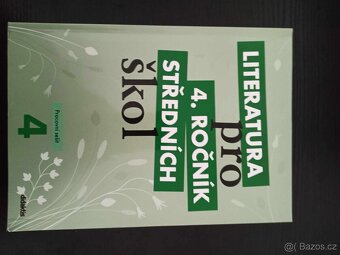 LITERATURA
pro
4. ROČNÍK
STŘEDNÍCH
škol
Pracovní sešit
4
didaktis
© Bazos.cz